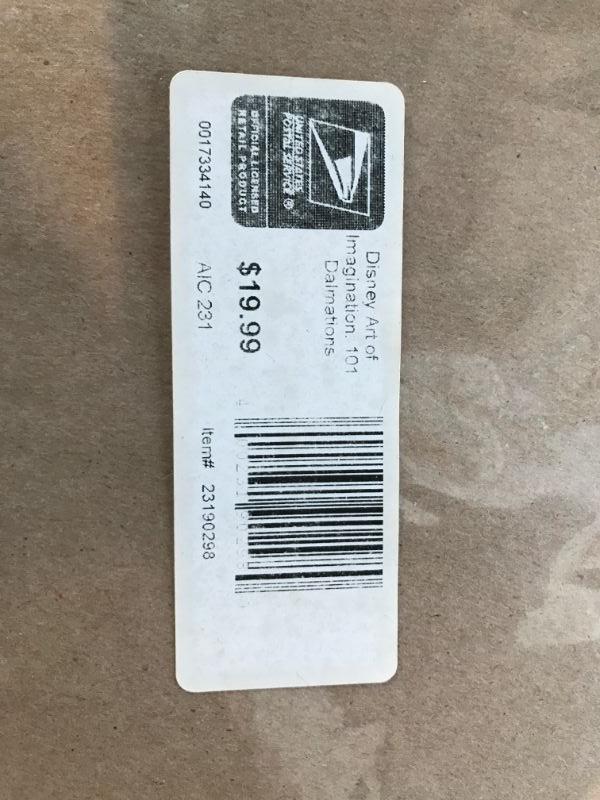 UNITED STATES
POSTAL SERVICE ®
OFFICIAL LICENSED
RETAIL PRODUCT
Disney Art of
Imagination: 101
Dalmations
$19.99
0017334140 AIC 231 Item# 23190298